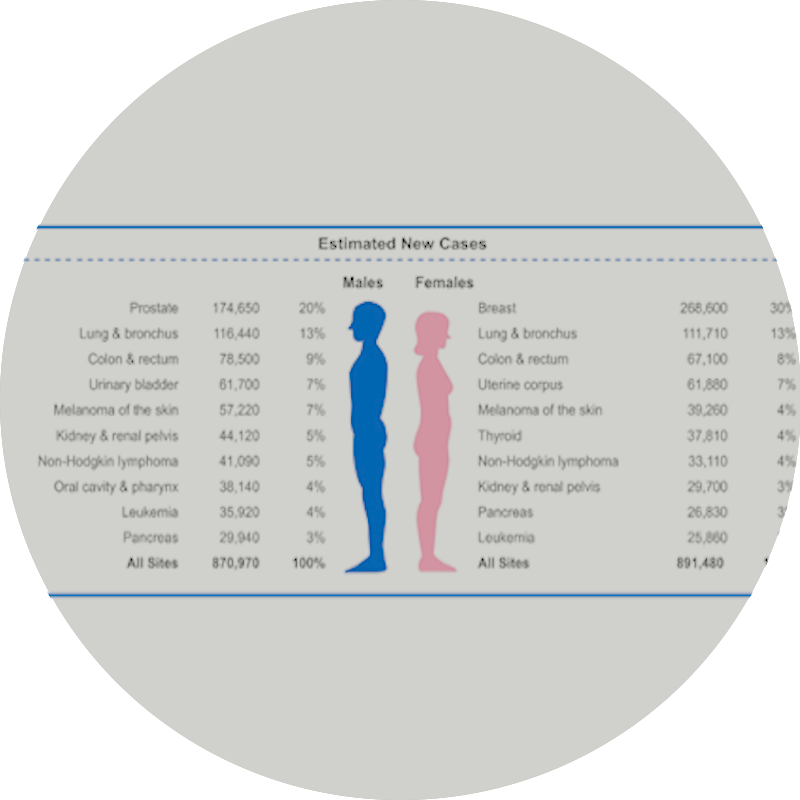 Estimated New Cases
Males Females
Prostate 174,650 20% Breast 268,600 30%
Lung & bronchus 116,440 13% Lung & bronchus 111,710 13%
Colon & rectum 78,500 9% Colon & rectum 67,100 8%
Urinary bladder 61,700 7% Uterine corpus 61,880 7%
Melanoma of the skin 57,220 7% Melanoma of the skin 39,260 4%
Kidney & renal pelvis 44,120 5% Thyroid 37,810 4%
Non-Hodgkin lymphoma 41,090 5% Non-Hodgkin lymphoma 33,110 4%
Oral cavity & pharynx 38,140 4% Kidney & renal pelvis 29,700 3%
Leukemia 35,920 4% Pancreas 26,830
Pancreas 29,940 3% Leukemia 25,860
All Sites 870,970 100% All Sites 891,480